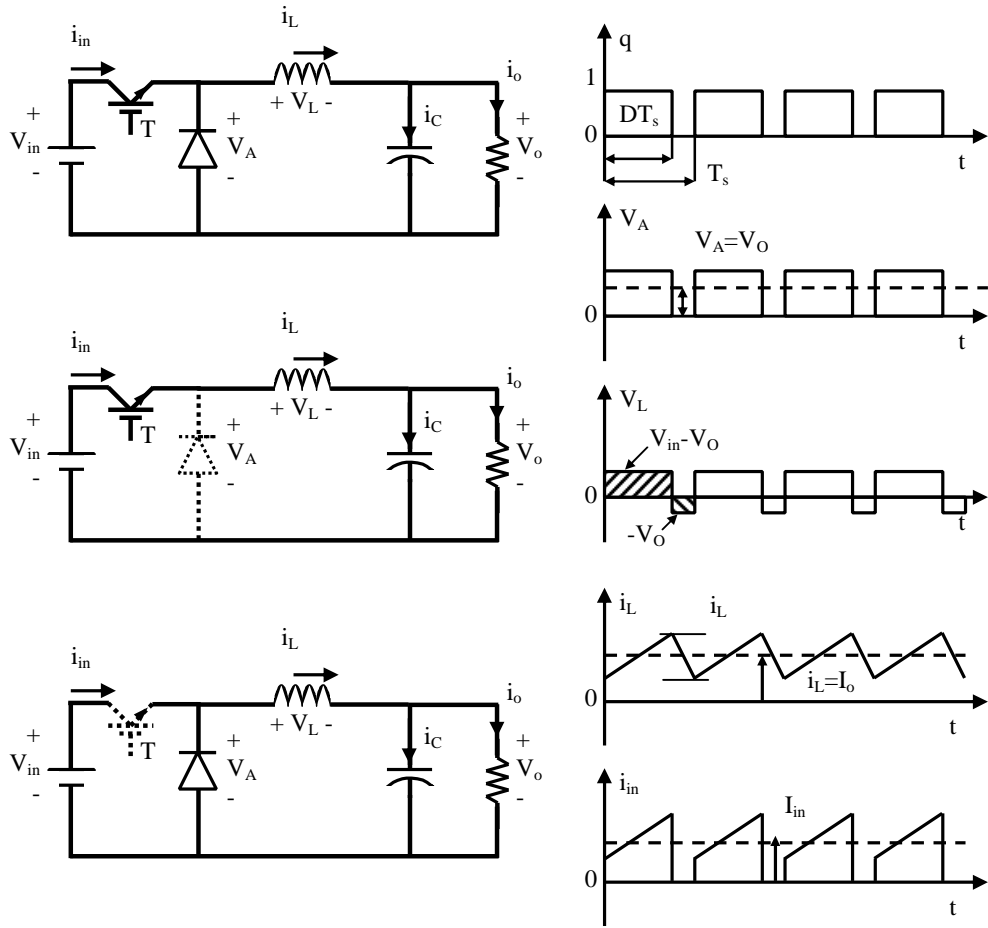 i_in
i_L
i_o
+ V_L -
T
i_C
+
V_in
-
+
V_A
-
+
V_o
-
i_in
i_L
i_o
+ V_L -
T
i_C
+
V_in
-
+
V_A
-
+
V_o
-
i_in
i_L
i_o
+ V_L -
T
i_C
+
V_in
-
+
V_A
-
+
V_o
-
q
1
DT_s
0
t
T_s
V_A
V_A=V_O
0
t
V_L
V_in-V_O
0
t
-V_O
i_L
i_L
i_L=I_o
0
t
i_in
I_in
0
t